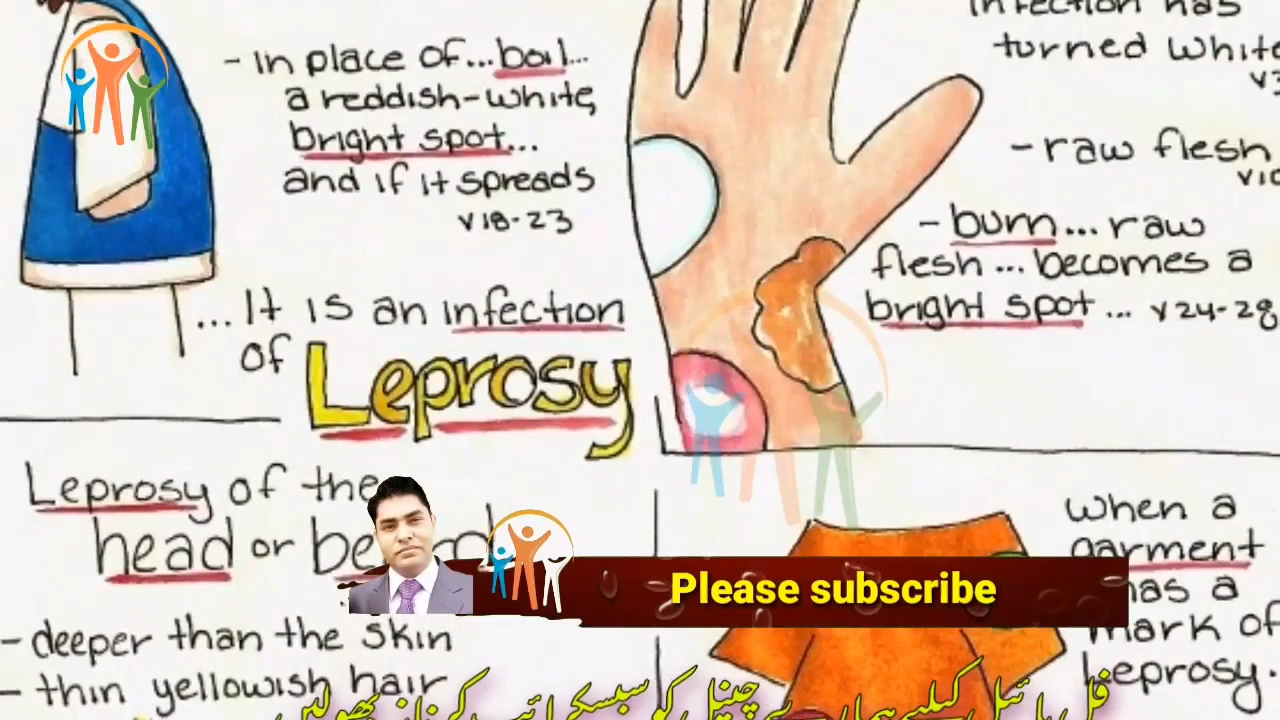 - in place of...boil...
a reddish-white,
bright spot...
and if it spreads
v18-23
...It is an infection
of Leprosy
infection has
turned white
- raw flesh
- burn... raw
flesh... becomes a
bright spot... v24-28
Leprosy of the
head or
- deeper than the skin
- thin yellowish hair
when a
garment
has a
mark of
Leprosy.
Please subscribe